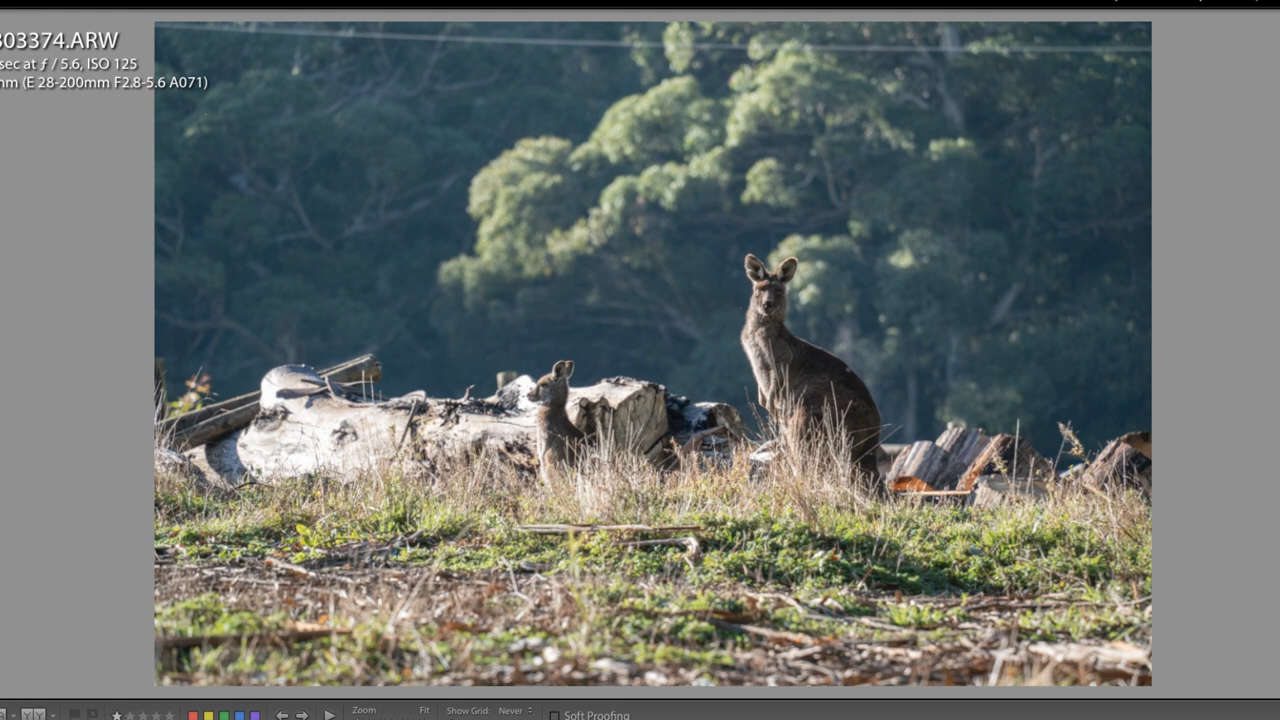 303374.ARW
sec at ƒ / 5.6, ISO 125
mm (E 28-200mm F2.8-5.6 A071)
Zoom Fit Show Grid: Never Soft Proofing